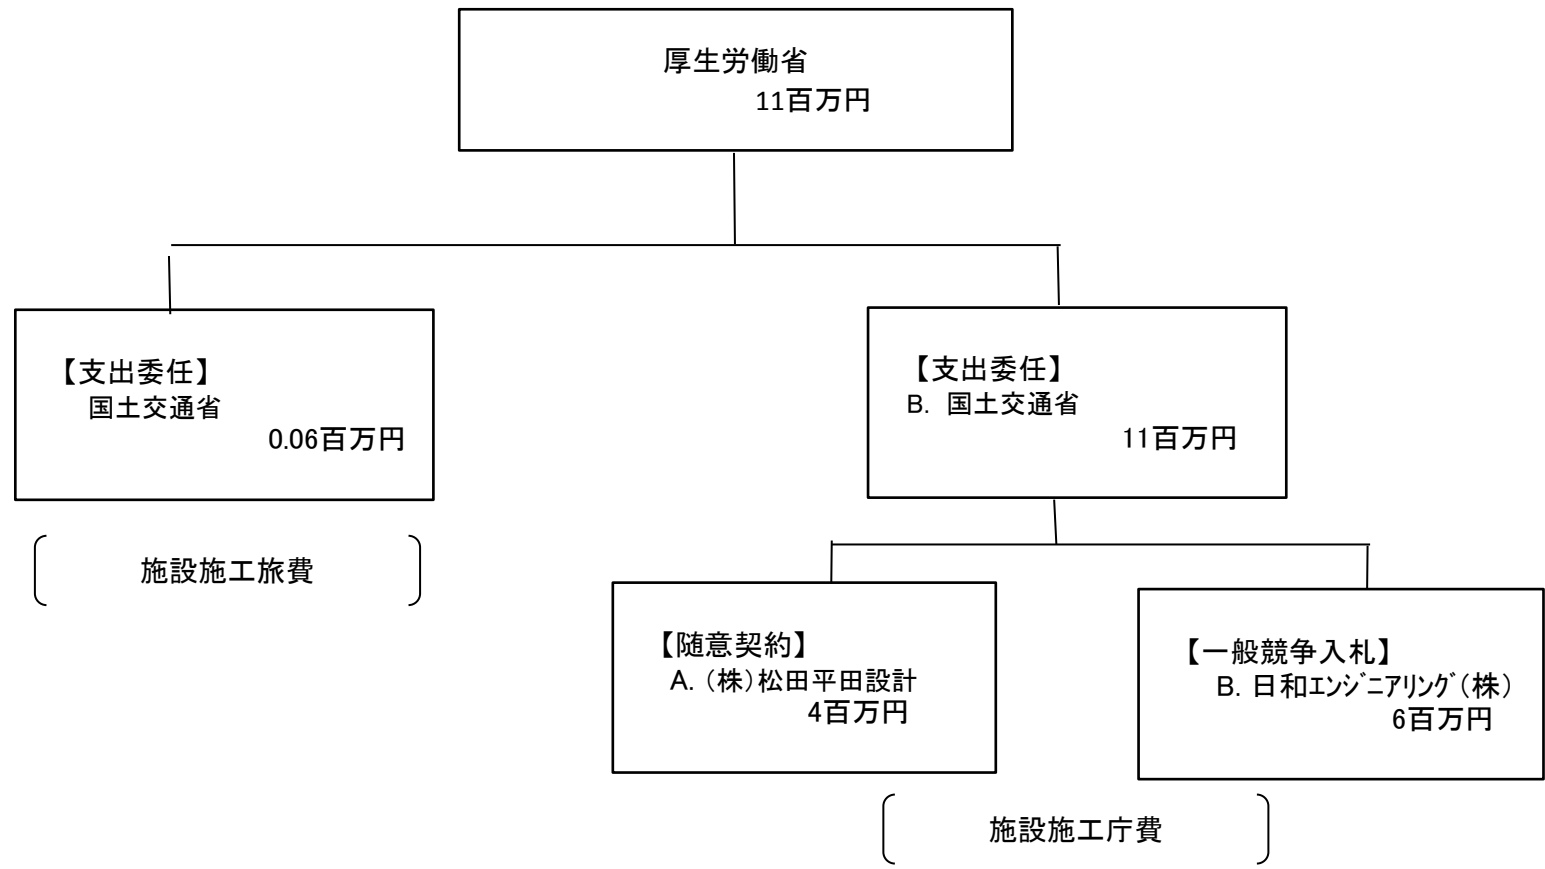 厚生労働省
11百万円
【支出委任】
国土交通省
0.06百万円
施設施工旅費
【支出委任】
B. 国土交通省
11百万円
【随意契約】
A.（株）松田平田設計
4百万円
【一般競争入札】
B. 日和ｴﾝｼﾞﾆｱﾘﾝｸﾞ（株）
6百万円
施設施工庁費